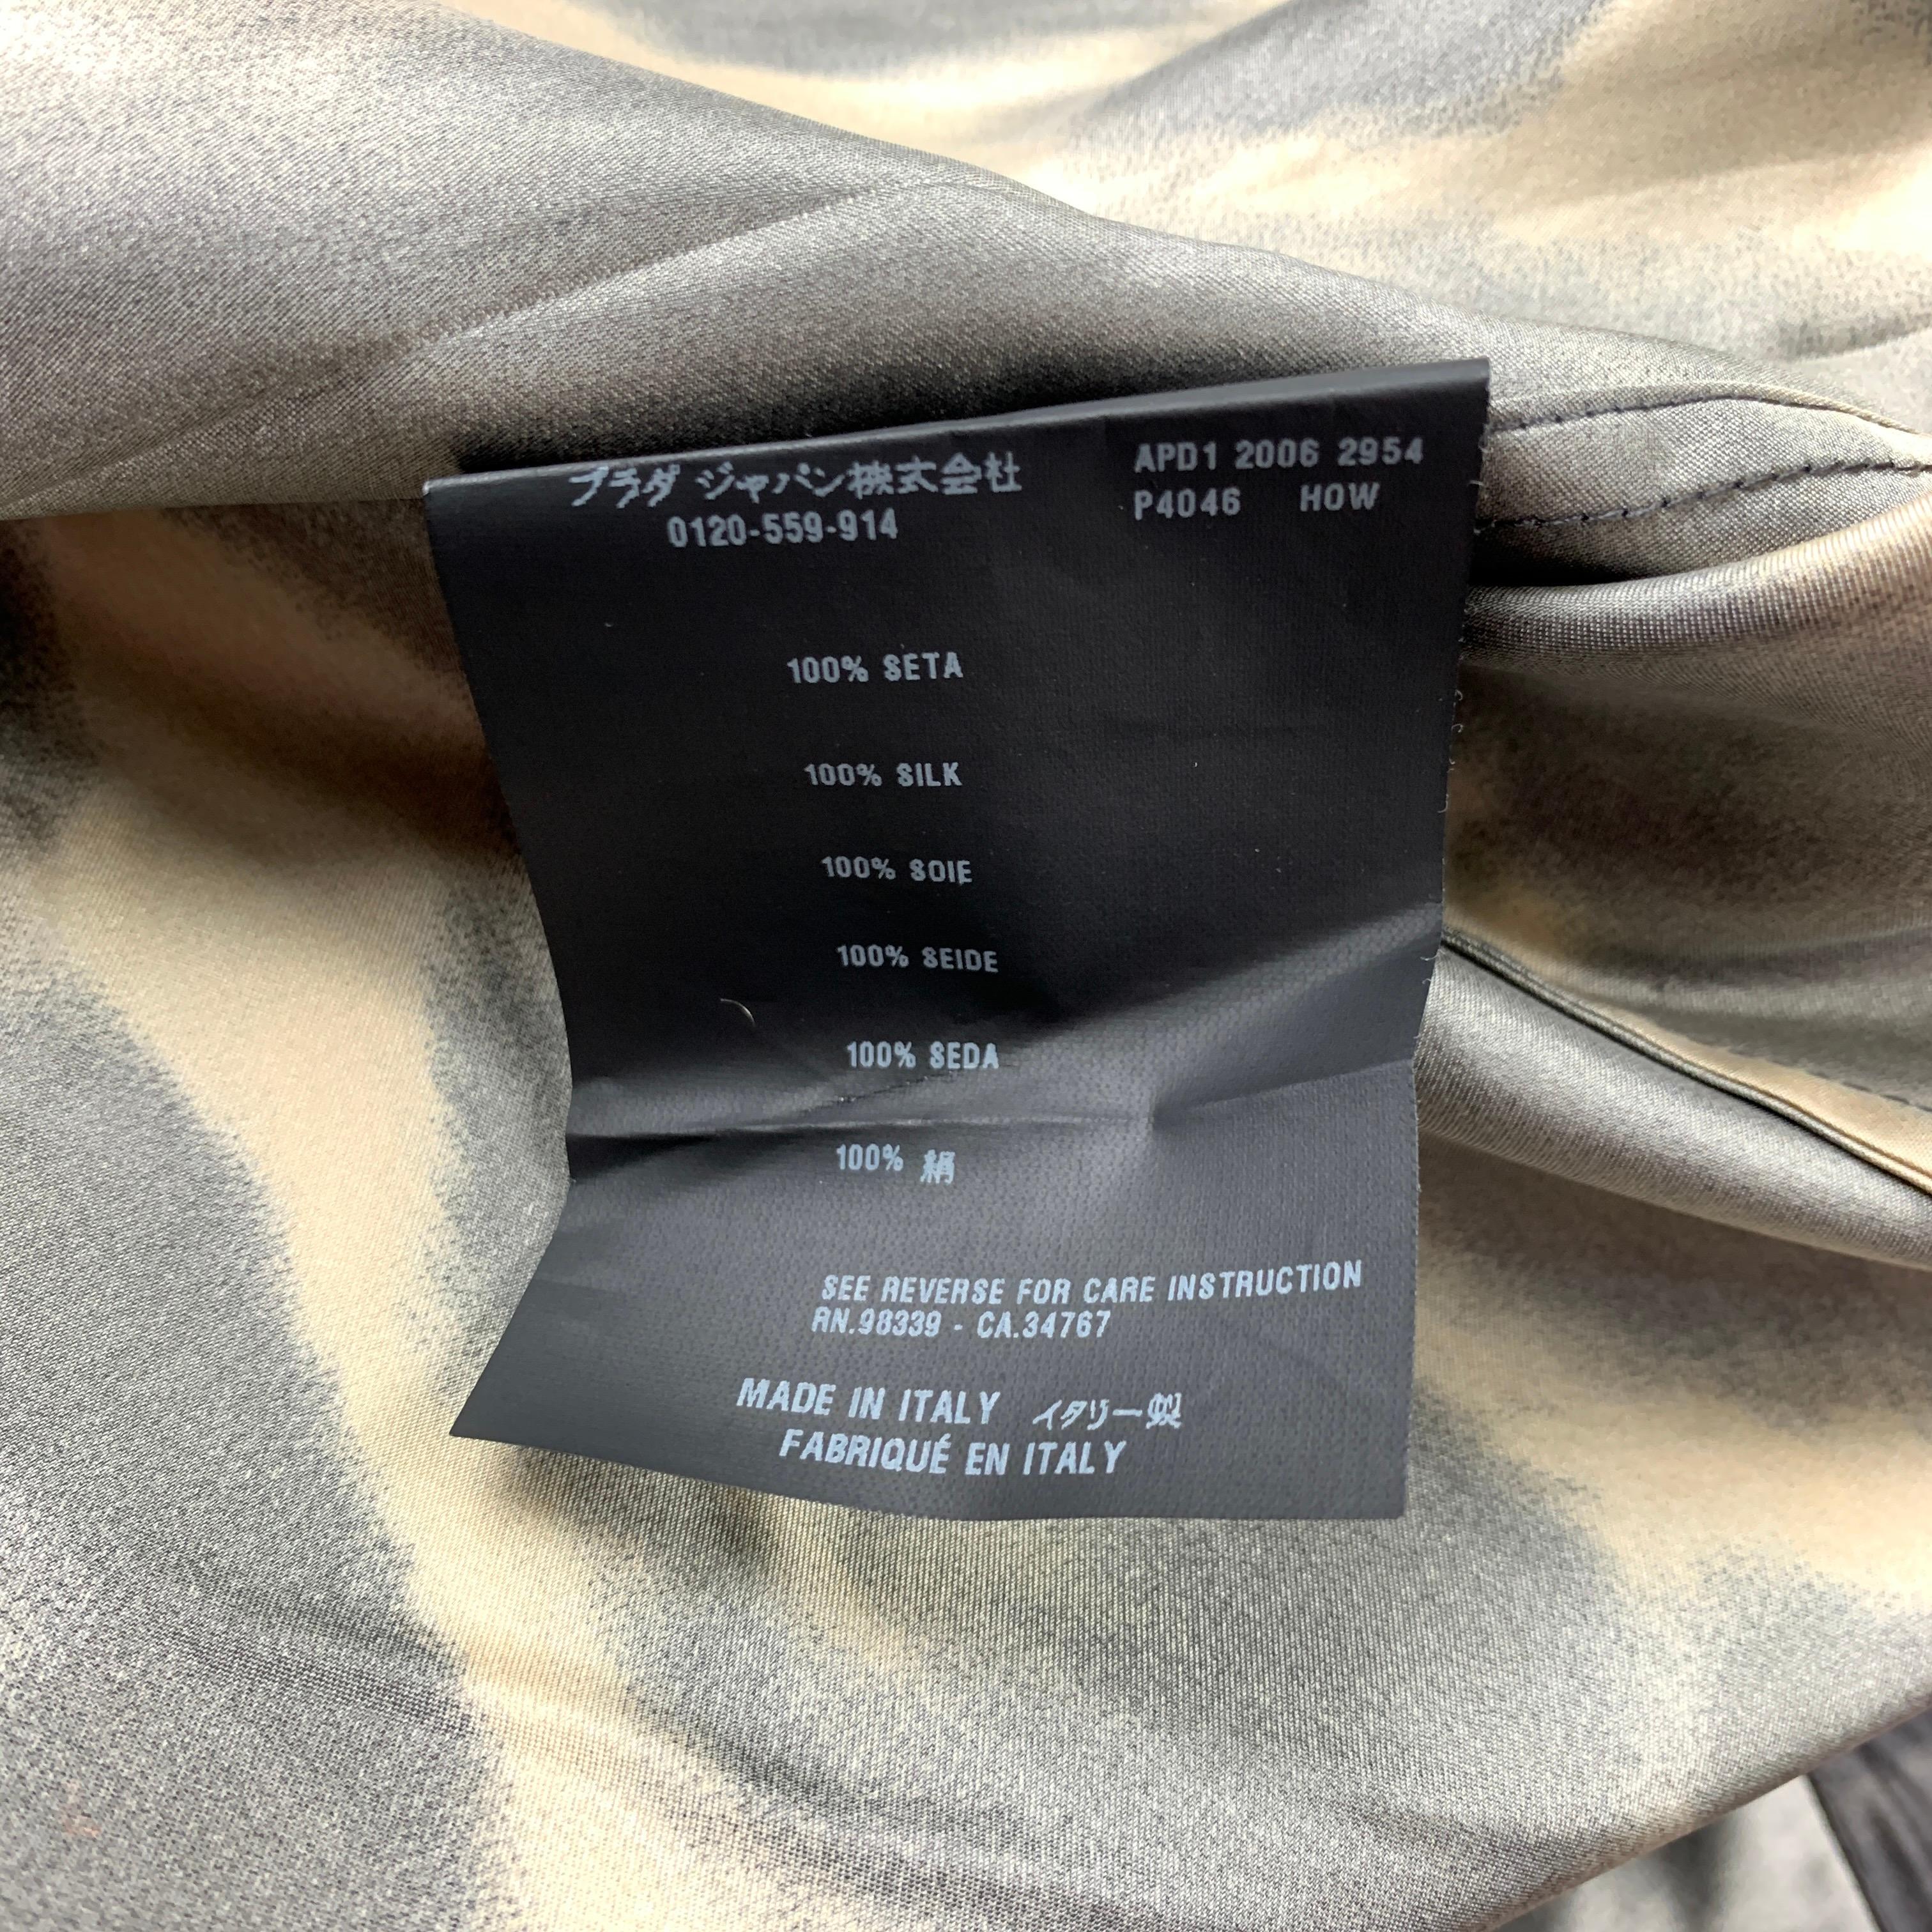 プラダ ジャパン株式会社
0120-559-914
APD1 2006 2954
P4046 HOW
100% SETA
100% SILK
100% SOIE
100% SEIDE
100% SEDA
100% 絹
SEE REVERSE FOR CARE INSTRUCTION
RN.98339 - CA.34767
MADE IN ITALY イタリー製
FABRIQUÉ EN ITALY